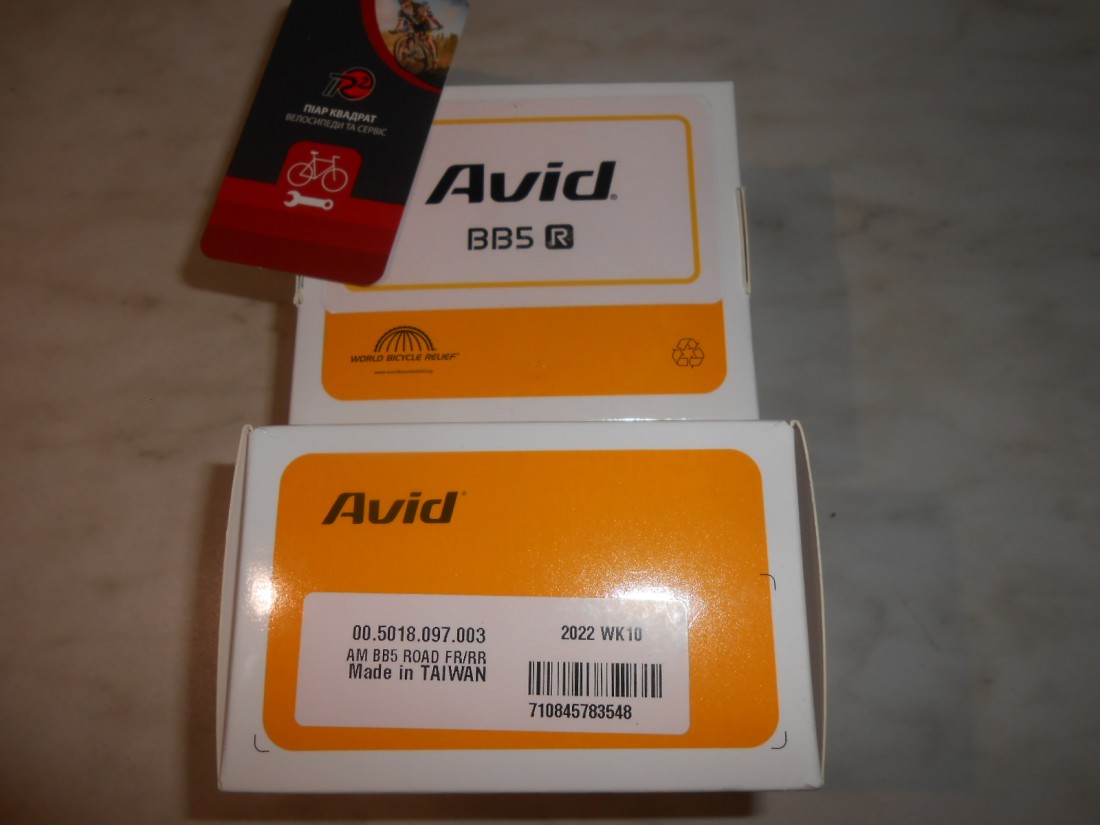 ПІАР КВАДРАТ
ВЕЛОСИПЕДИ ТА СЕРВІС
Avid
BB5 R
WORLD BICYCLE RELIEF
Avid
00.5018.097.003
2022 WK10
AM BB5 ROAD FR/RR
Made in TAIWAN
710845783548